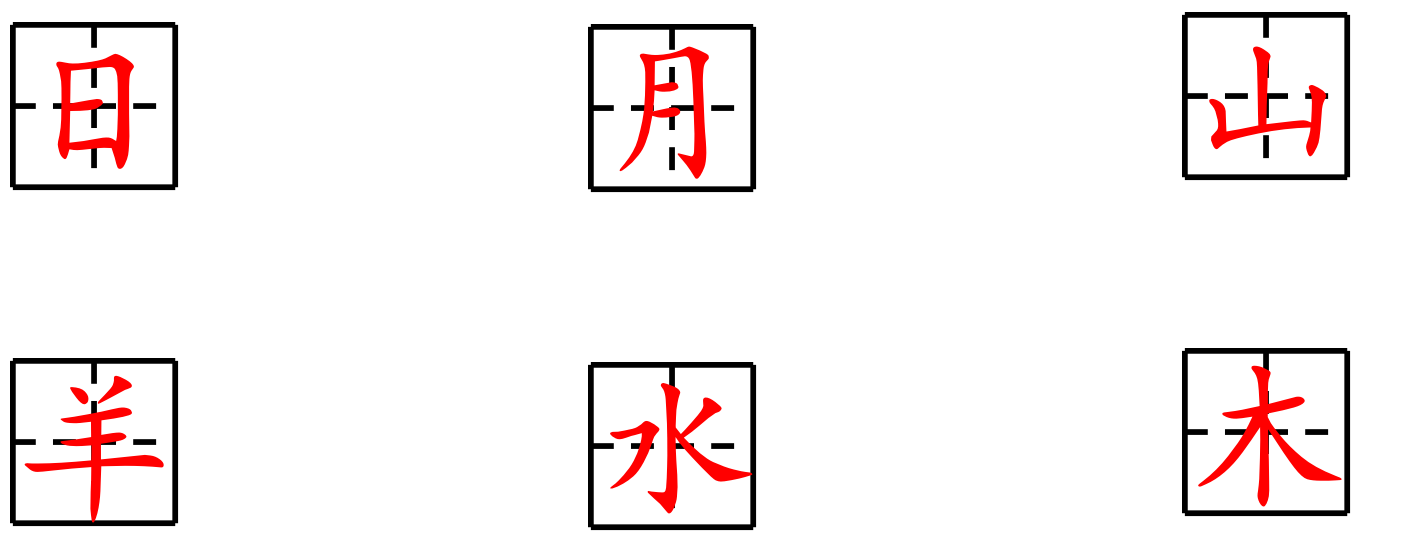 日 月 山
羊 水 木